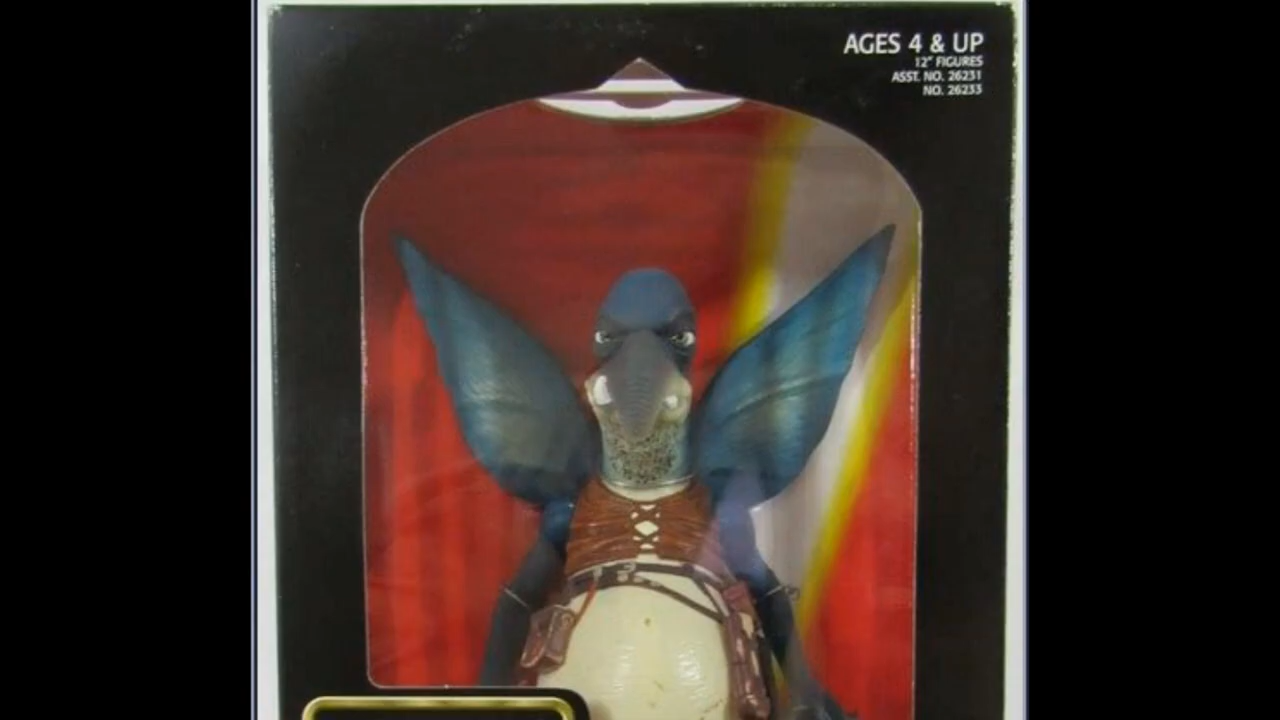 AGES 4 & UP
12" FIGURES
ASST. NO. 26231
NO. 26233